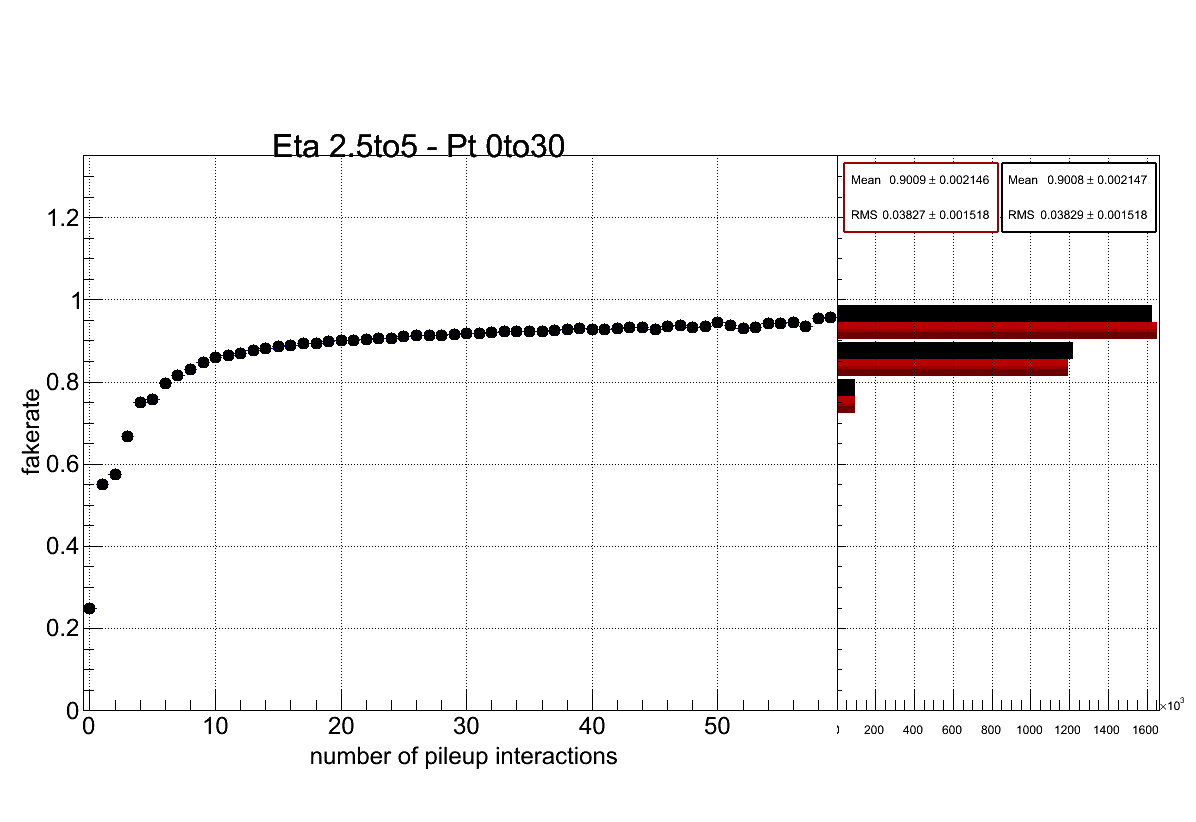 Eta 2.5to5 - Pt 0to30
Mean 0.9009 ± 0.002146
RMS 0.03827 ± 0.001518
Mean 0.9008 ± 0.002147
RMS 0.03829 ± 0.001518
1.2
1
0.8
0.6
0.4
0.2
0
fakerate
0 10 20 30 40 50
number of pileup interactions
200 400 600 800 1000 1200 1400 1600
×10³